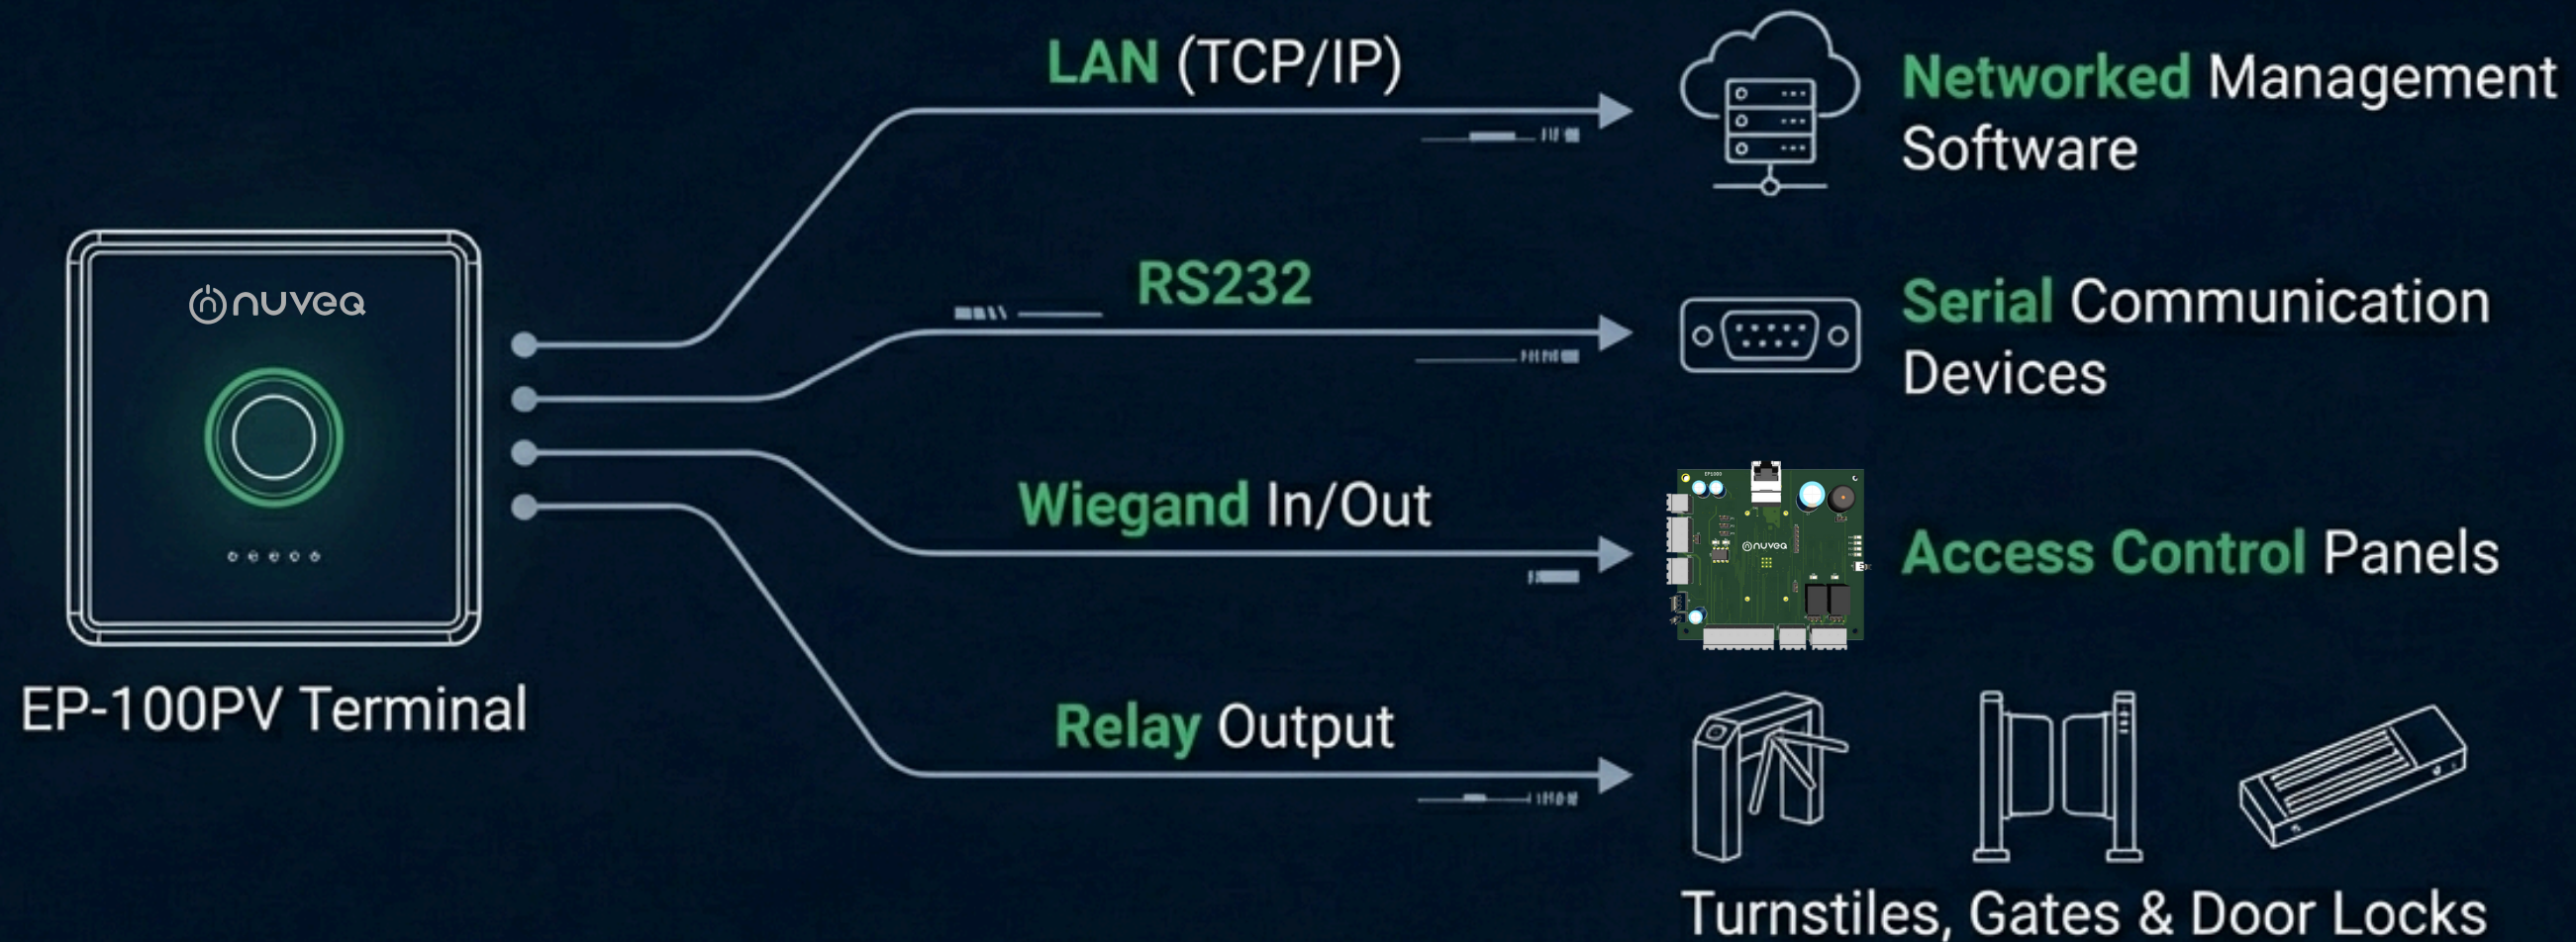 LAN (TCP/IP)
Networked Management
Software
nuveq
RS232
Serial Communication
Devices
EP-100PV Terminal
Wiegand In/Out
nuveq
Access Control Panels
Relay Output
Turnstiles, Gates & Door Locks